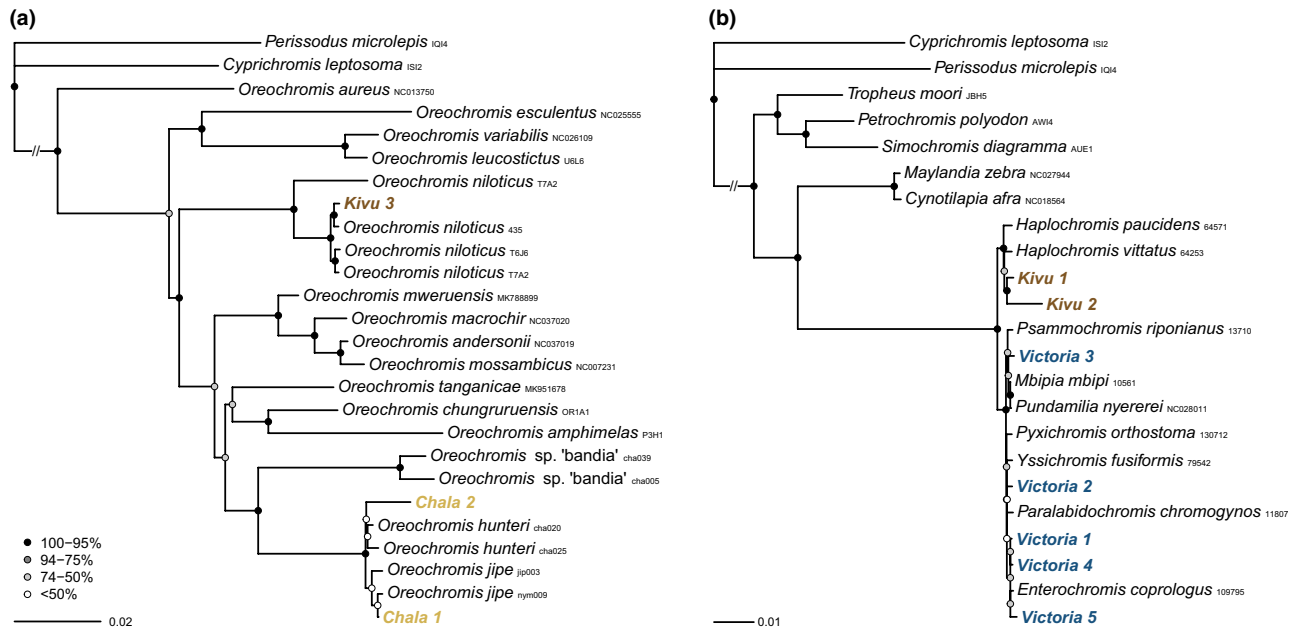 (a)
Perissodus microlepis IQI4
Cyprichromis leptosoma ISI2
Oreochromis aureus NC013750
Oreochromis esculentus NC025555
Oreochromis variabilis NC026109
Oreochromis leucostictus U6L6
Oreochromis niloticus T7A2
Kivu 3
Oreochromis niloticus 435
Oreochromis niloticus T6J6
Oreochromis niloticus T7A2
Oreochromis mweruensis MK788899
Oreochromis macrochir NC037020
Oreochromis andersonii NC037019
Oreochromis mossambicus NC007231
Oreochromis tanganicae MK951678
Oreochromis chungruruensis OR1A1
Oreochromis amphimelas P3H1
Oreochromis sp. 'bandia' cha039
Oreochromis sp. 'bandia' cha005
Chala 2
Oreochromis hunteri cha020
Oreochromis hunteri cha025
Oreochromis jipe jip003
Oreochromis jipe nym009
Chala 1
//
100–95%
94–75%
74–50%
<50%
0.02
(b)
Cyprichromis leptosoma ISI2
Perissodus microlepis IQI4
Tropheus moori JBH5
Petrochromis polyodon AWI4
Simochromis diagramma AUE1
Maylandia zebra NC027944
Cynotilapia afra NC018564
Haplochromis paucidens 64571
Haplochromis vittatus 64253
Kivu 1
Kivu 2
Psammochromis riponianus 13710
Victoria 3
Mbipia mbipi 10561
Pundamilia nyererei NC028011
Pyxichromis orthostoma 130712
Yssichromis fusiformis 79542
Victoria 2
Paralabidochromis chromogynos 11807
Victoria 1
Victoria 4
Enterochromis coprologus 109795
Victoria 5
//
0.01